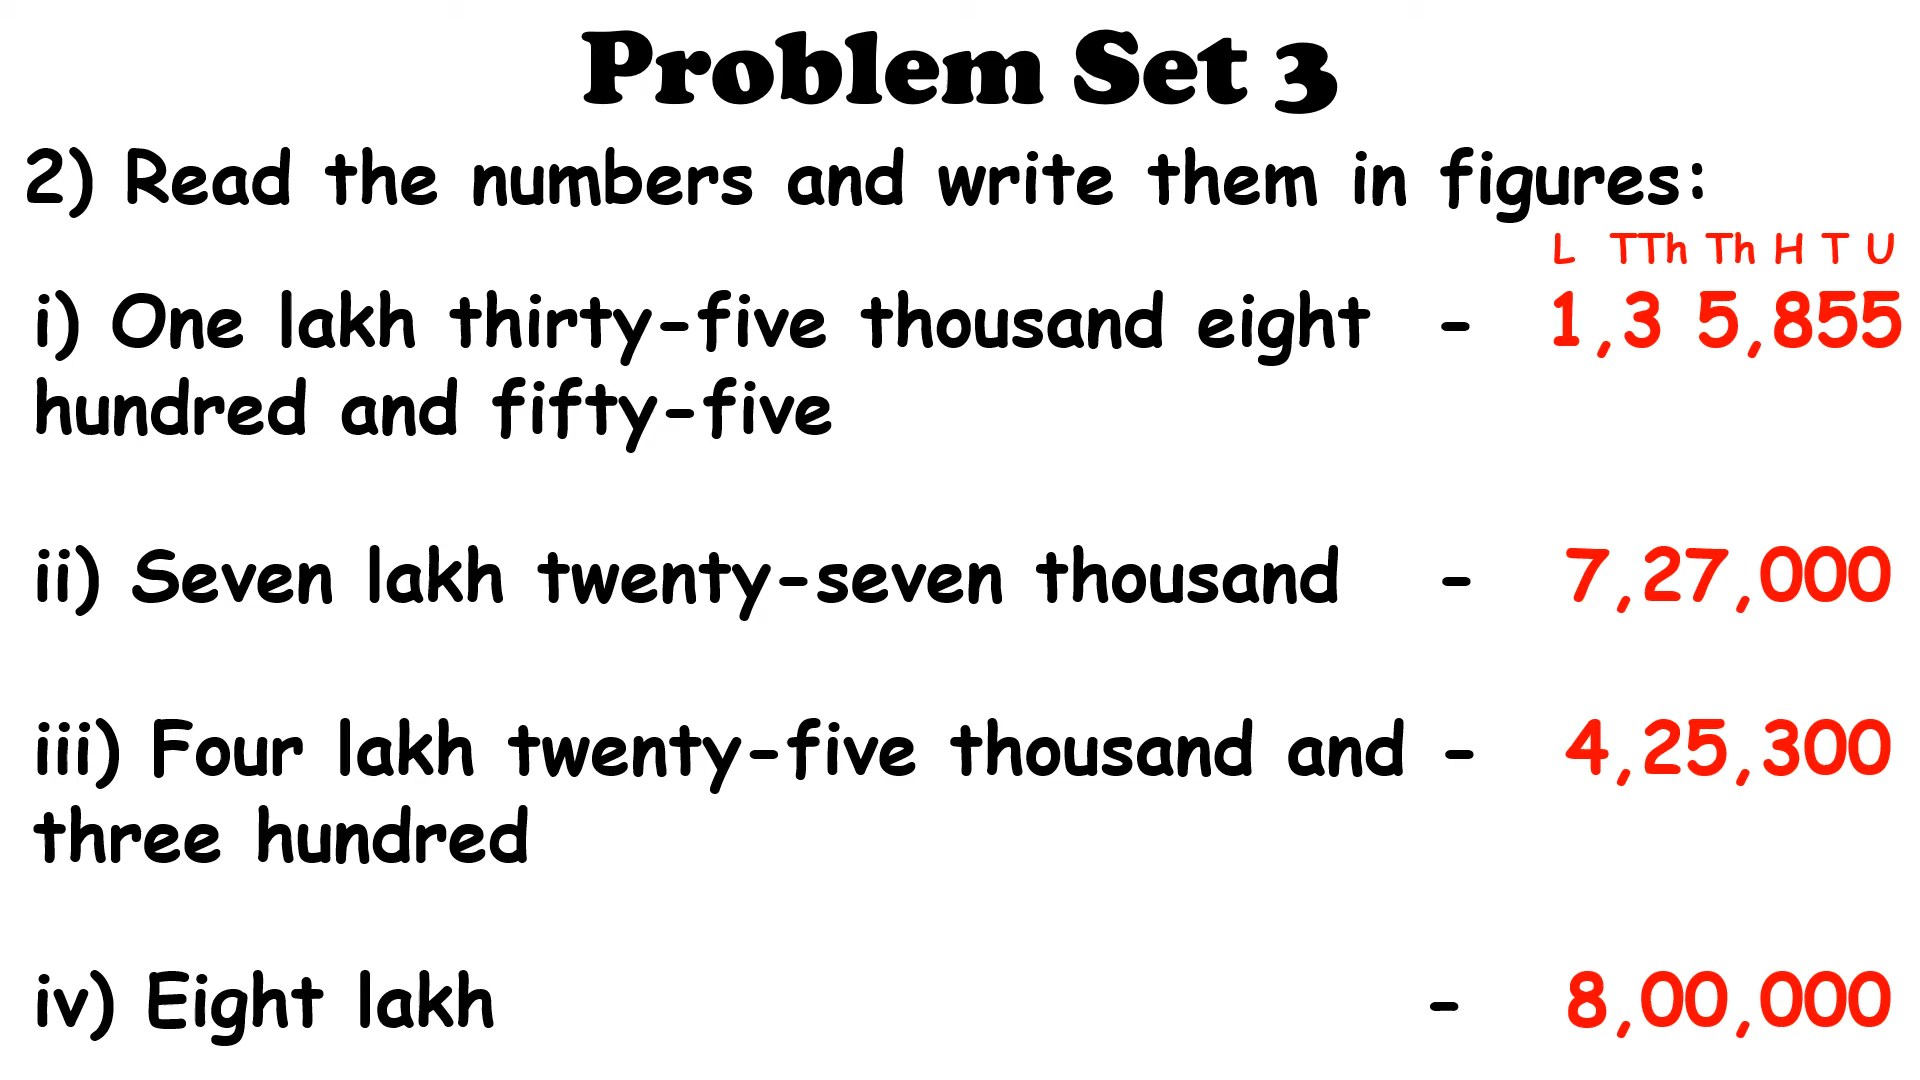 Problem Set 3
2) Read the numbers and write them in figures:
L TTh Th H T U
i) One lakh thirty-five thousand eight - 1,3 5,855
hundred and fifty-five
ii) Seven lakh twenty-seven thousand - 7,27,000
iii) Four lakh twenty-five thousand and - 4,25,300
three hundred
iv) Eight lakh - 8,00,000